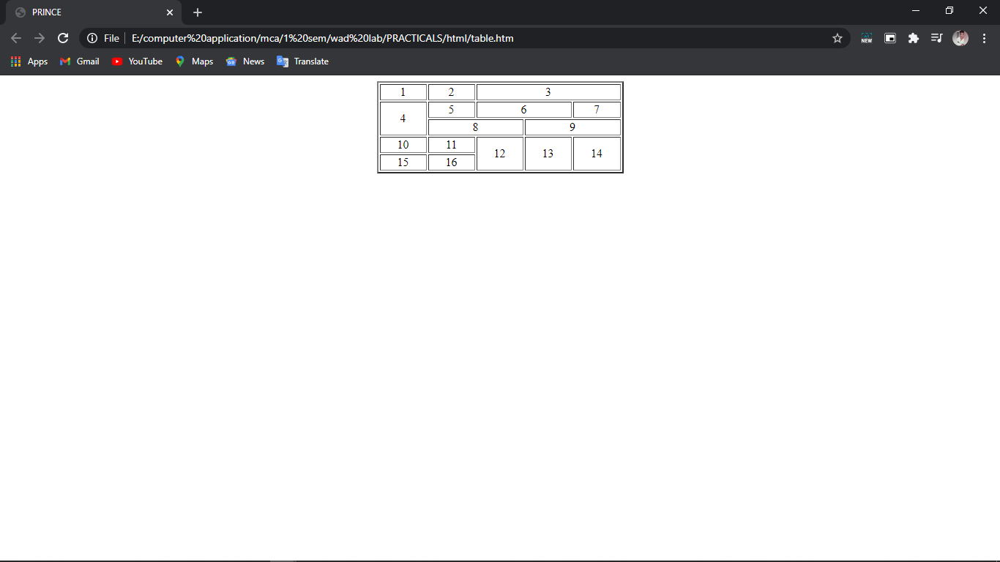 PRINCE
File E:/computer%20application/mca/1%20sem/wad%20lab/PRACTICALS/html/table.htm
NEW
Apps Gmail YouTube Maps News Translate
1 2 3
4 5 6 7
8 9
10 11 12 13 14
15 16